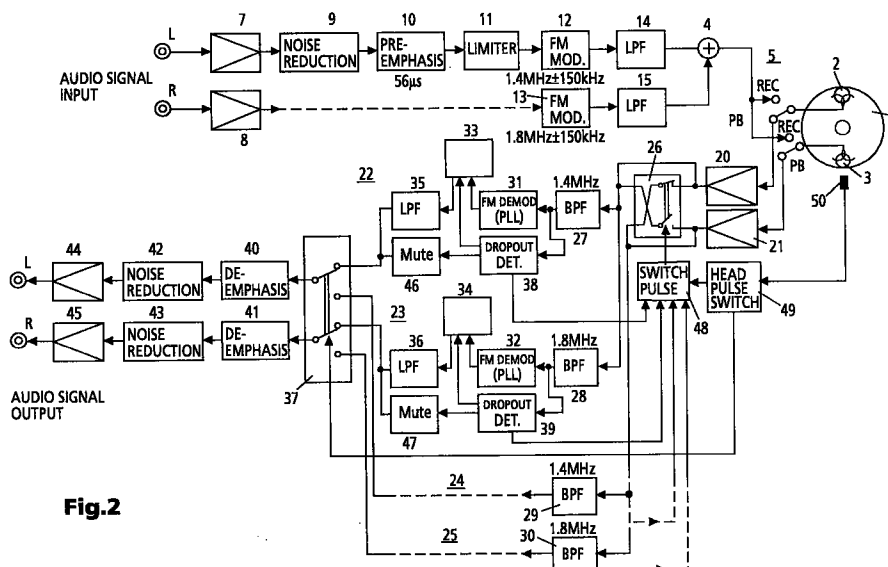 7
9
10
11
12
14
4
L
NOISE
REDUCTION
PRE-
EMPHASIS
LIMITER
FM
MOD.
LPF
5
2
AUDIO SIGNAL
INPUT
56μs
1.4MHz±150kHz
15
REC
R
13
FM
MOD.
LPF
PB
REC
8
1.8MHz±150kHz
33
26
20
PB
3
22
35
31
1.4MHz
50
LPF
FM DEMOD
(PLL)
BPF
27
21
44
42
40
Mute
DROPOUT
DET.
SWITCH
PULSE
HEAD
PULSE
SWITCH
L
NOISE
REDUCTION
DE-
EMPHASIS
46
38
48
49
34
45
43
41
23
R
NOISE
REDUCTION
DE-
EMPHASIS
36
32
1.8MHz
LPF
FM DEMOD
(PLL)
BPF
28
AUDIO SIGNAL
OUTPUT
37
Mute
DROPOUT
DET.
47
39
24
1.4MHz
BPF
29
Fig.2
25
1.8MHz
30
BPF